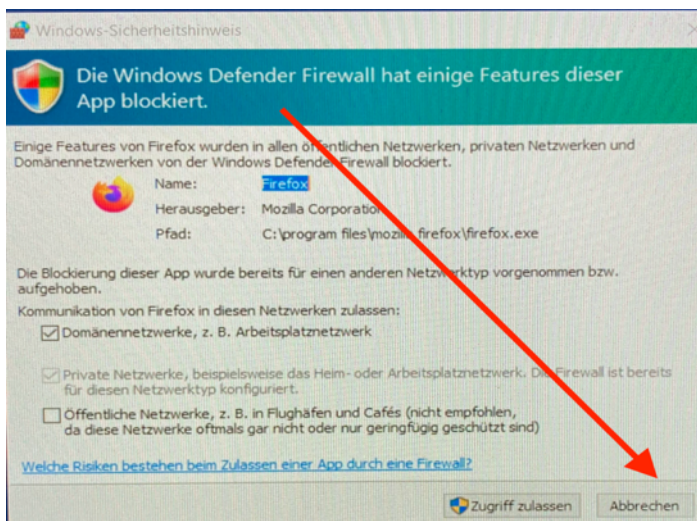 Windows-Sicherheitshinweis
Die Windows Defender Firewall hat einige Features dieser
App blockiert.
Einige Features von Firefox wurden in allen öffentlichen Netzwerken, privaten Netzwerken und
Domänennetzwerken von der Windows Defender Firewall blockiert.
Name: Firefox
Herausgeber: Mozilla Corporation
Pfad: C:\program files\mozilla firefox\firefox.exe
Die Blockierung dieser App wurde bereits für einen anderen Netzwerktyp vorgenommen bzw.
aufgehoben.
Kommunikation von Firefox in diesen Netzwerken zulassen:
Domänennetzwerke, z. B. Arbeitsplatznetzwerk
Private Netzwerke, beispielsweise das Heim- oder Arbeitsplatznetzwerk. Die Firewall ist bereits
für diesen Netzwerktyp konfiguriert.
Öffentliche Netzwerke, z. B. in Flughäfen und Cafés (nicht empfohlen,
da diese Netzwerke oftmals gar nicht oder nur geringfügig geschützt sind)
Welche Risiken bestehen beim Zulassen einer App durch eine Firewall?
Zugriff zulassen Abbrechen